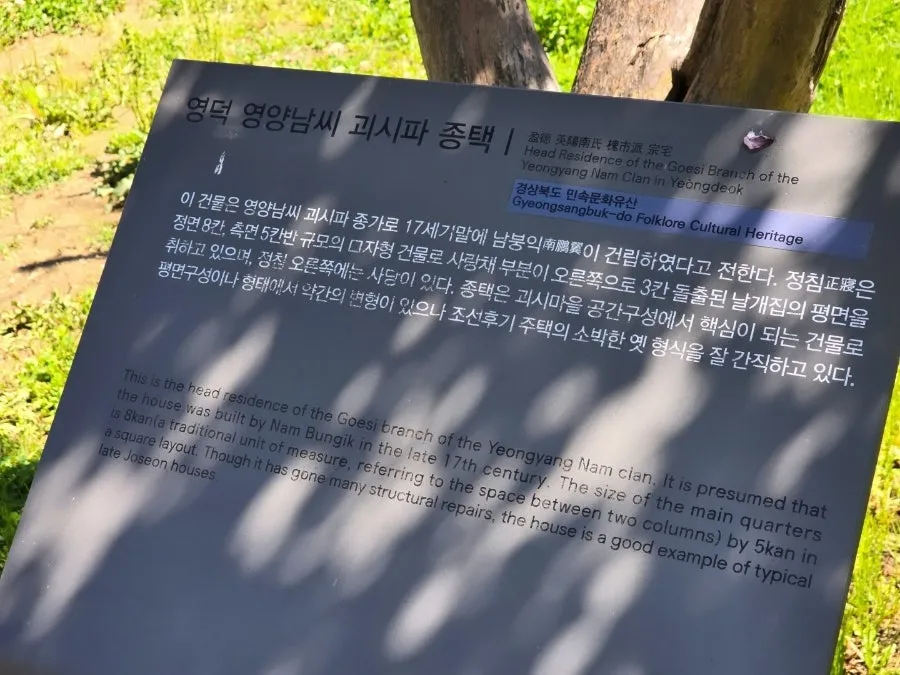 영덕 영양남씨 괴시파 종택 |
盈德 英陽南氏 槐市派 宗宅
Head Residence of the Goesi Branch of the
Yeongyang Nam Clan in Yeongdeok
경상북도 민속문화유산
Gyeongsangbuk-do Folklore Cultural Heritage
이 건물은 영양남씨 괴시파 종가로 17세기말에 남붕익南鵬翼이 건립하였다고 전한다. 정침正寢은
정면 8칸, 측면 5칸반 규모의 ㅁ자형 건물로 사랑채 부분이 오른쪽으로 3칸 돌출된 날개집의 평면을
취하고 있으며, 정침 오른쪽에는 사당이 있다. 종택은 괴시마을 공간구성에서 핵심이 되는 건물로
평면구성이나 형태에서 약간의 변형이 있으나 조선후기 주택의 소박한 옛 형식을 잘 간직하고 있다.
This is the head residence of the Goesi branch of the Yeongyang Nam clan. It is presumed that
the house was built by Nam Bungik in the late 17th century. The size of the main quarters
is 8kan(a traditional unit of measure, referring to the space between two columns) by 5kan in
a square layout. Though it has gone many structural repairs, the house is a good example of typical
late Joseon houses